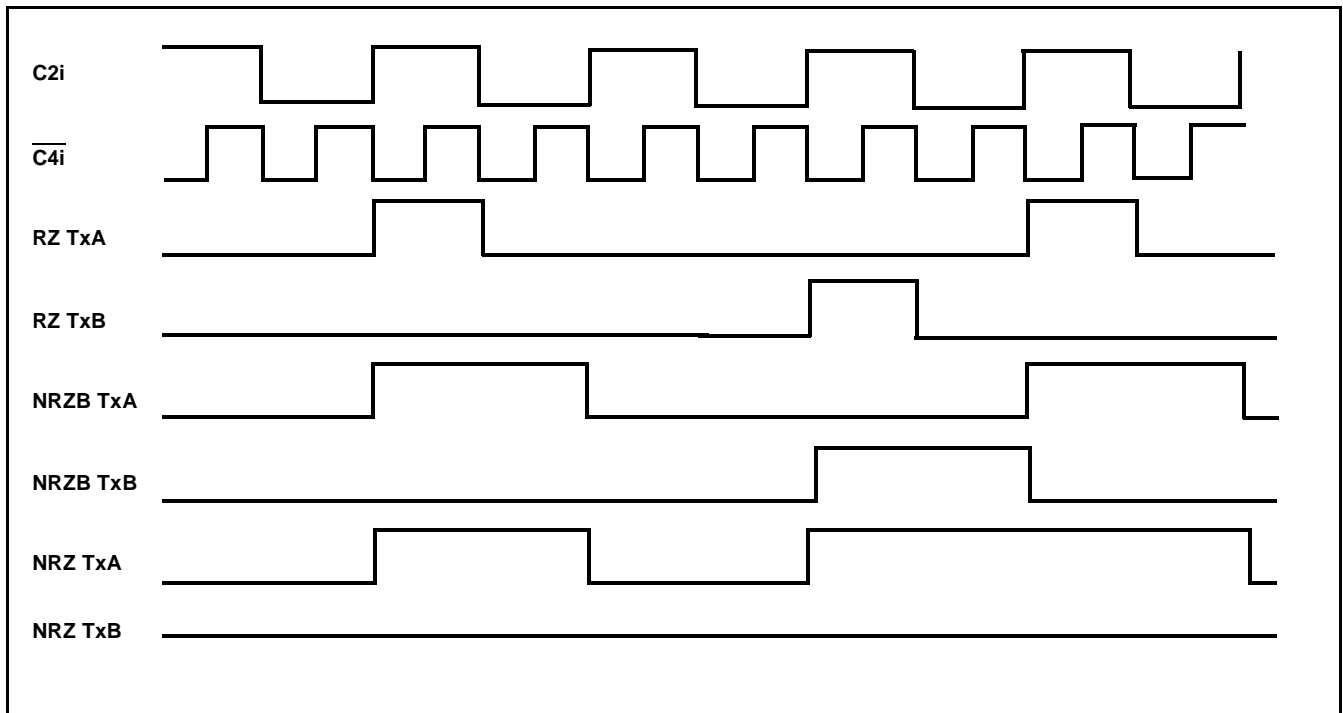 C2i
C4i
RZ TxA
RZ TxB
NRZB TxA
NRZB TxB
NRZ TxA
NRZ TxB